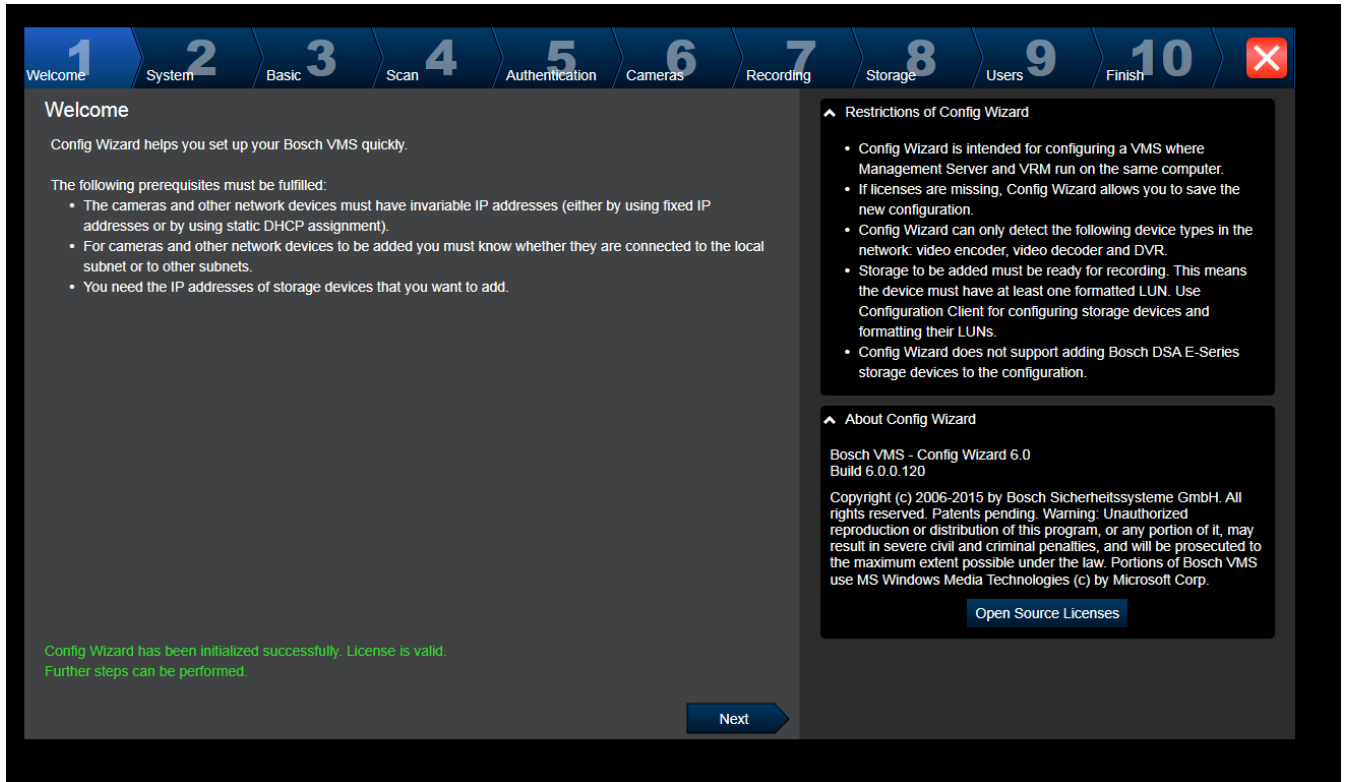 1 Welcome
2 System
3 Basic
4 Scan
5 Authentication
6 Cameras
7 Recording
8 Storage
9 Users
10 Finish
Welcome
Config Wizard helps you set up your Bosch VMS quickly.
The following prerequisites must be fulfilled:
• The cameras and other network devices must have invariable IP addresses (either by using fixed IP
addresses or by using static DHCP assignment).
• For cameras and other network devices to be added you must know whether they are connected to the local
subnet or to other subnets.
• You need the IP addresses of storage devices that you want to add.
Config Wizard has been initialized successfully. License is valid.
Further steps can be performed.
Next
Restrictions of Config Wizard
• Config Wizard is intended for configuring a VMS where
Management Server and VRM run on the same computer.
• If licenses are missing, Config Wizard allows you to save the
new configuration.
• Config Wizard can only detect the following device types in the
network: video encoder, video decoder and DVR.
• Storage to be added must be ready for recording. This means
the device must have at least one formatted LUN. Use
Configuration Client for configuring storage devices and
formatting their LUNs.
• Config Wizard does not support adding Bosch DSA E-Series
storage devices to the configuration.
About Config Wizard
Bosch VMS - Config Wizard 6.0
Build 6.0.0.120
Copyright (c) 2006-2015 by Bosch Sicherheitssysteme GmbH. All
rights reserved. Patents pending. Warning: Unauthorized
reproduction or distribution of this program, or any portion of it, may
result in severe civil and criminal penalties, and will be prosecuted to
the maximum extent possible under the law. Portions of Bosch VMS
use MS Windows Media Technologies (c) by Microsoft Corp.
Open Source Licenses